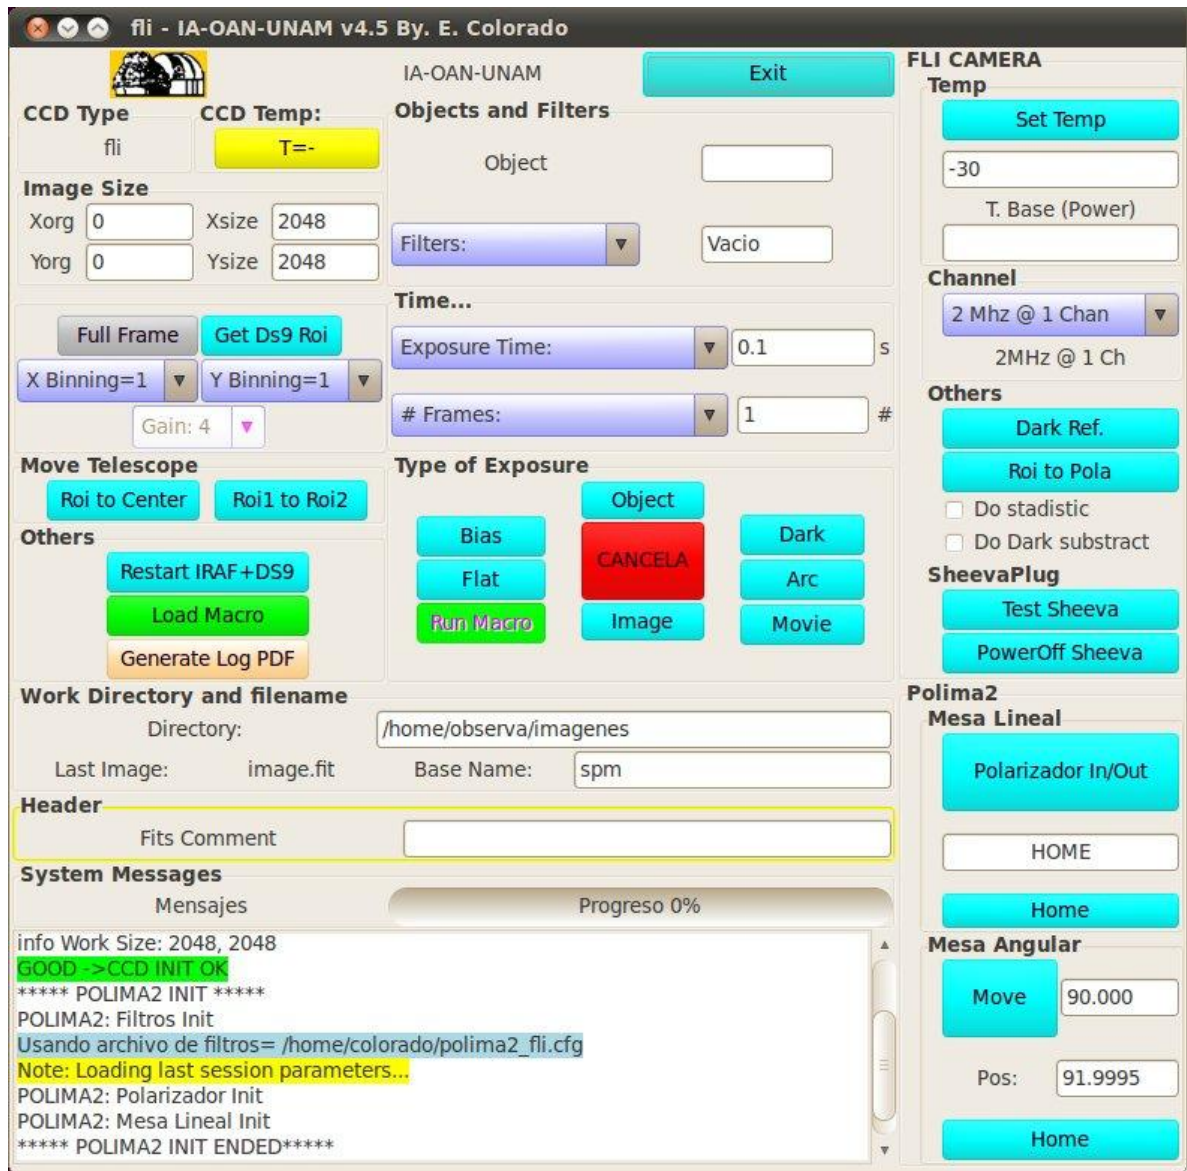 fli - IA-OAN-UNAM v4.5 By. E. Colorado
IA-OAN-UNAM
Exit
CCD Type
fli
CCD Temp:
T=-
Image Size
Xorg 0 Xsize 2048
Yorg 0 Ysize 2048
Full Frame Get Ds9 Roi
X Binning=1 Y Binning=1
Gain: 4
Move Telescope
Roi to Center Roi1 to Roi2
Others
Restart IRAF+DS9
Load Macro
Generate Log PDF
Objects and Filters
Object
Filters: Vacio
Time...
Exposure Time: 0.1 s
# Frames: 1 #
Type of Exposure
Object
Bias CANCELA Dark
Flat Arc
Run Macro Image Movie
Work Directory and filename
Directory: /home/observa/imagenes
Last Image: image.fit Base Name: spm
Header
Fits Comment
System Messages
Mensajes Progreso 0%
info Work Size: 2048, 2048
GOOD ->CCD INIT OK
***** POLIMA2 INIT *****
POLIMA2: Filtros Init
Usando archivo de filtros= /home/colorado/polima2_fli.cfg
Note: Loading last session parameters...
POLIMA2: Polarizador Init
POLIMA2: Mesa Lineal Init
***** POLIMA2 INIT ENDED*****
FLI CAMERA
Temp
Set Temp
-30
T. Base (Power)
Channel
2 Mhz @ 1 Chan
2MHz @ 1 Ch
Others
Dark Ref.
Roi to Pola
Do stadistic
Do Dark substract
SheevaPlug
Test Sheeva
PowerOff Sheeva
Polima2
Mesa Lineal
Polarizador In/Out
HOME
Home
Mesa Angular
Move 90.000
Pos: 91.9995
Home